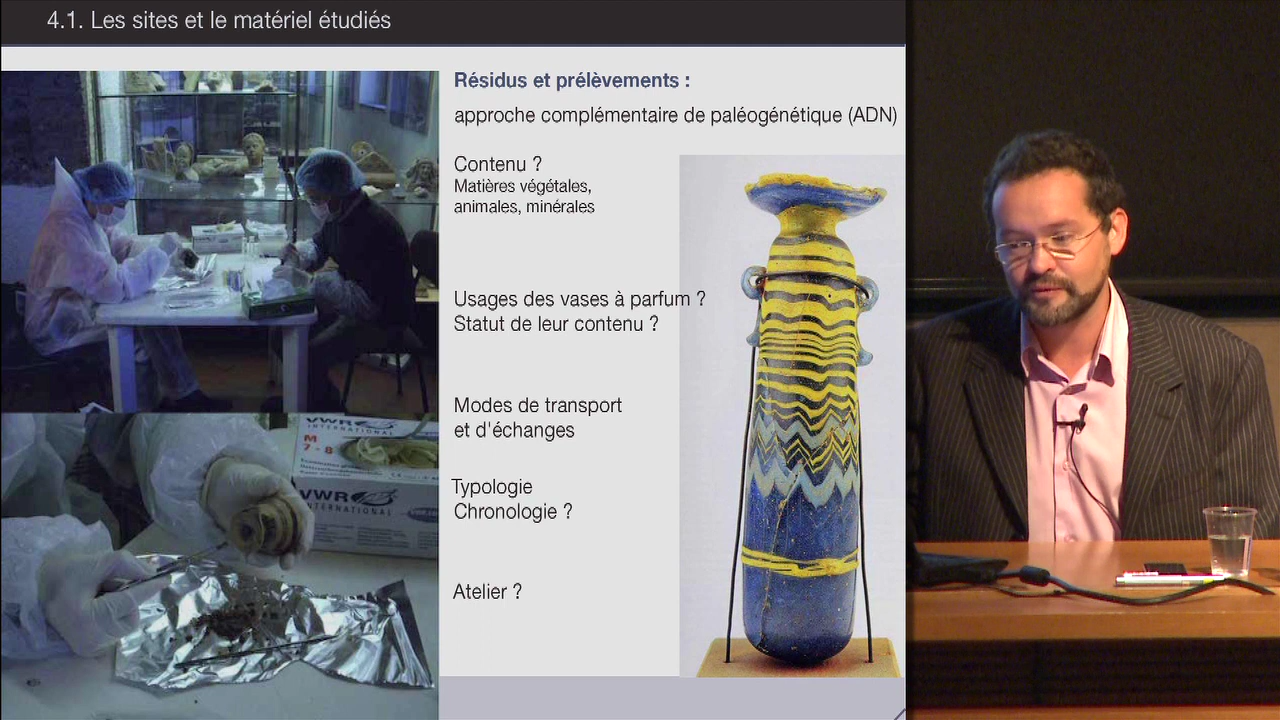 4.1. Les sites et le matériel étudiés
Résidus et prélèvements :
approche complémentaire de paléogénétique (ADN)
Contenu ?
Matières végétales,
animales, minérales
Usages des vases à parfum ?
Statut de leur contenu ?
Modes de transport
et d'échanges
Typologie
Chronologie ?
Atelier ?
VWR
INTERNATIONAL
M
7 - 8
VWR
INTERNATIONAL